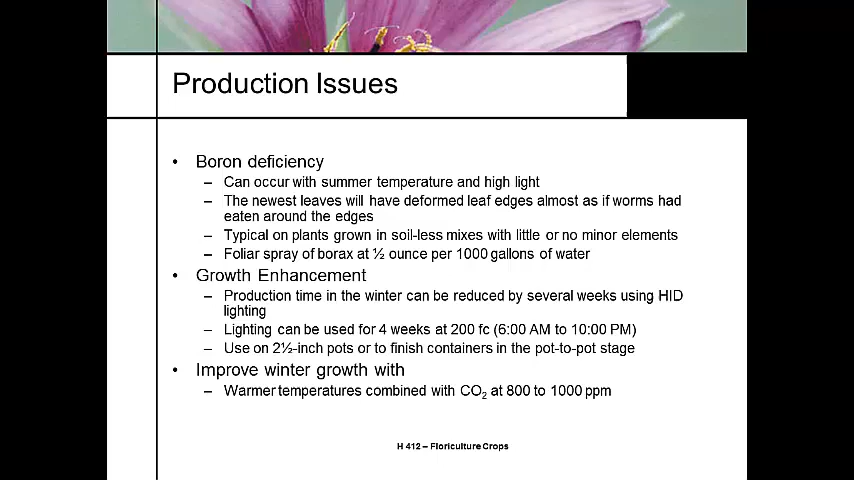 Production Issues
• Boron deficiency
– Can occur with summer temperature and high light
– The newest leaves will have deformed leaf edges almost as if worms had
eaten around the edges
– Typical on plants grown in soil-less mixes with little or no minor elements
– Foliar spray of borax at ½ ounce per 1000 gallons of water
• Growth Enhancement
– Production time in the winter can be reduced by several weeks using HID
lighting
– Lighting can be used for 4 weeks at 200 fc (6:00 AM to 10:00 PM)
– Use on 2½-inch pots or to finish containers in the pot-to-pot stage
• Improve winter growth with
– Warmer temperatures combined with CO₂ at 800 to 1000 ppm
H 412 – Floriculture Crops